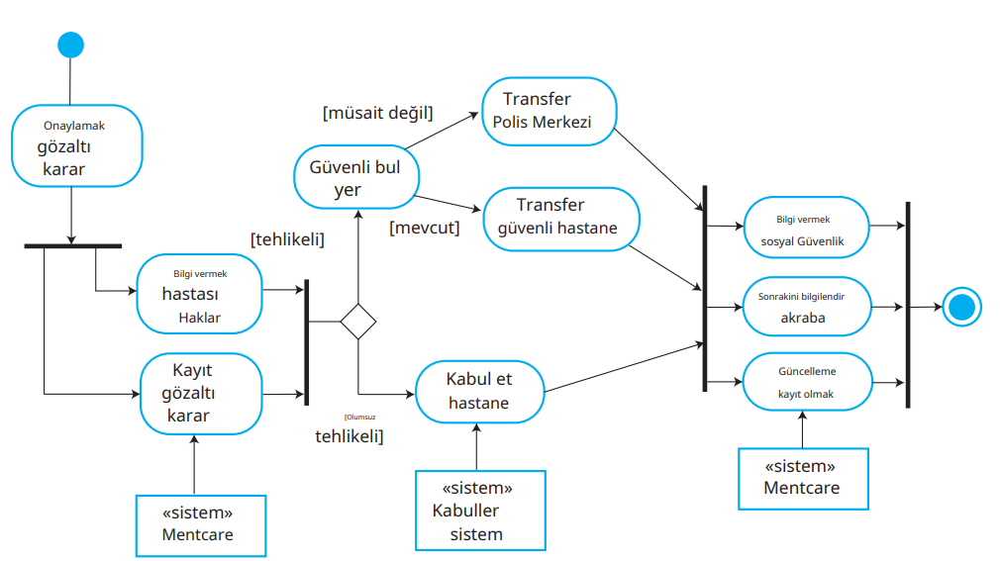 Onaylamak
gözaltı
karar
Bilgi vermek
hastası
Haklar
Kayıt
gözaltı
karar
«sistem»
Mentcare
[tehlikeli]
[Olumsuz
tehlikeli]
Güvenli bul
yer
[müsait değil]
[mevcut]
Transfer
Polis Merkezi
Transfer
güvenli hastane
Kabul et
hastane
«sistem»
Kabuller
sistem
Bilgi vermek
sosyal Güvenlik
Sonrakini bilgilendir
akraba
Güncelleme
kayıt olmak
«sistem»
Mentcare